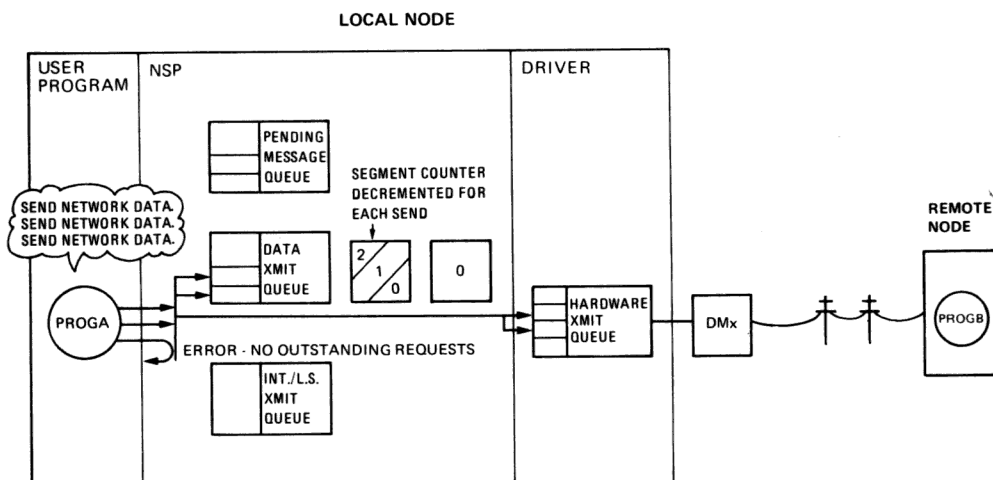 LOCAL NODE
USER
PROGRAM
NSP
DRIVER
PENDING
MESSAGE
QUEUE
SEGMENT COUNTER
DECREMENTED FOR
EACH SEND
SEND NETWORK DATA.
SEND NETWORK DATA.
SEND NETWORK DATA.
REMOTE
NODE
DATA
XMIT
QUEUE
2
1
0
0
PROGA
HARDWARE
XMIT
QUEUE
DMx
PROGB
ERROR - NO OUTSTANDING REQUESTS
INT./L.S.
XMIT
QUEUE